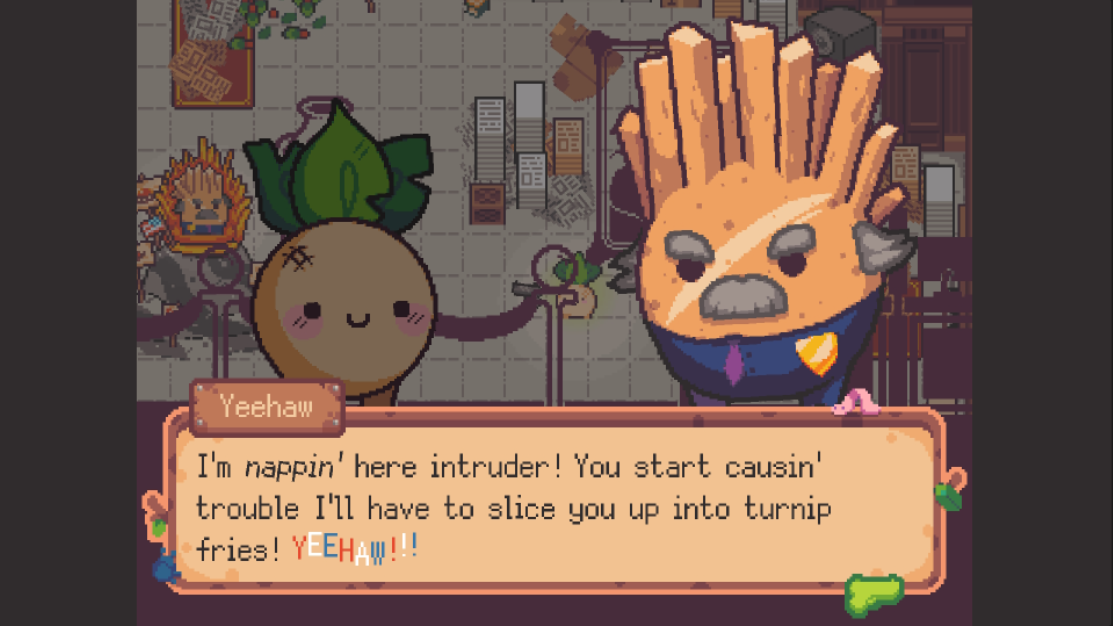 Yeehaw
I'm nappin' here intruder! You start causin'
trouble I'll have to slice you up into turnip
fries! YEEHAW!!!